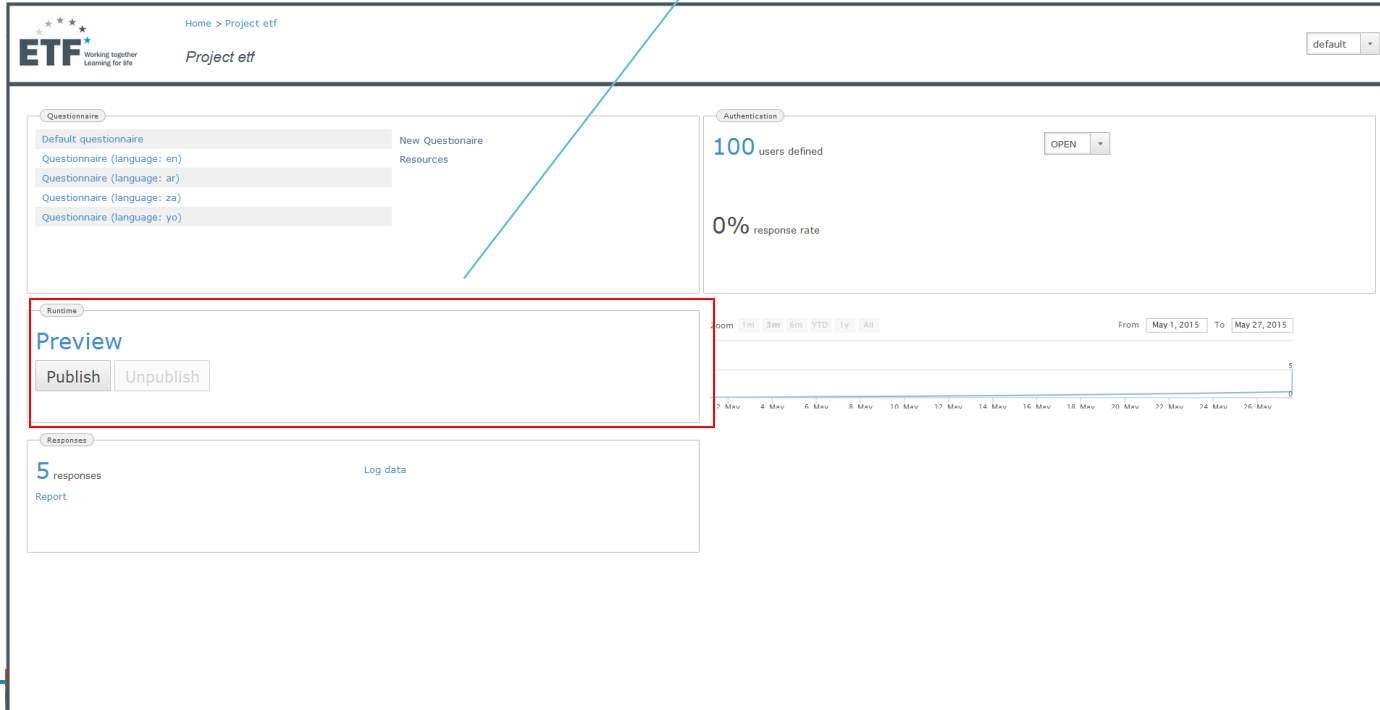 Home > Project etf
ETF Working together
Learning for life
Project etf
default
Questionnaire
Default questionnaire
Questionnaire (language: en)
Questionnaire (language: ar)
Questionnaire (language: za)
Questionnaire (language: yo)
New Questionaire
Resources
Authentication
100 users defined
OPEN
0% response rate
Runtime
Preview
Publish Unpublish
Zoom 1m 3m 6m YTD 1y All
From May 1, 2015 To May 27, 2015
5
0
2. May 4. May 6. May 8. May 10. May 12. May 14. May 16. May 18. May 20. May 22. May 24. May 26. May
Responses
5 responses
Log data
Report